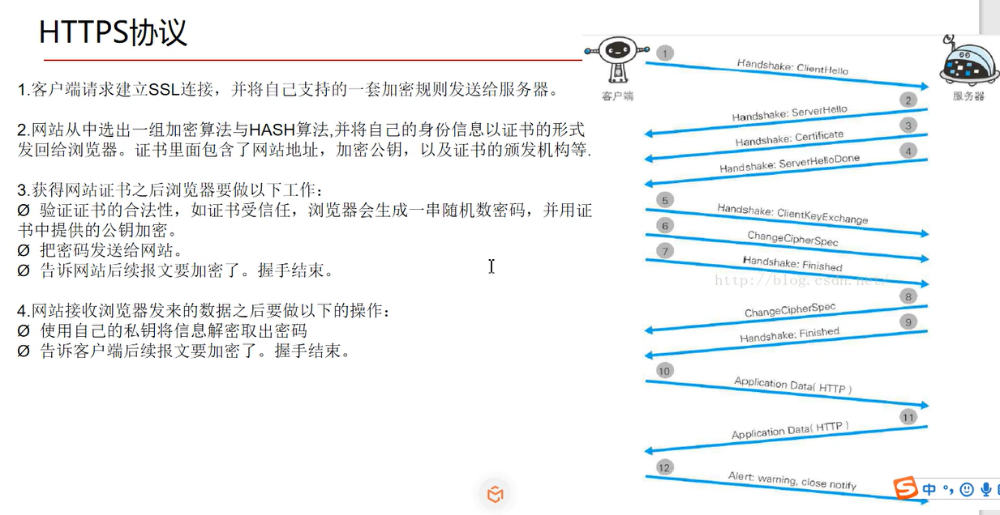 HTTPS协议
1.客户端请求建立SSL连接，并将自己支持的一套加密规则发送给服务器。
2.网站从中选出一组加密算法与HASH算法,并将自己的身份信息以证书的形式
发回给浏览器。证书里面包含了网站地址，加密公钥，以及证书的颁发机构等.
3.获得网站证书之后浏览器要做以下工作：
Ø 验证证书的合法性，如证书受信任，浏览器会生成一串随机数密码，并用证
书中提供的公钥加密。
Ø 把密码发送给网站。
Ø 告诉网站后续报文要加密了。握手结束。
4.网站接收浏览器发来的数据之后要做以下的操作：
Ø 使用自己的私钥将信息解密取出密码
Ø 告诉客户端后续报文要加密了。握手结束。
客户端
服务器
1
Handshake: ClientHello
2
Handshake: ServerHello
3
Handshake: Certificate
4
Handshake: ServerHelloDone
5
Handshake: ClientKeyExchange
6
ChangeCipherSpec
7
Handshake: Finished
http://blog.csdn.net/
8
ChangeCipherSpec
9
Handshake: Finished
10
Application Data( HTTP )
11
Application Data( HTTP )
12
Alert: warning, close notify
S 中